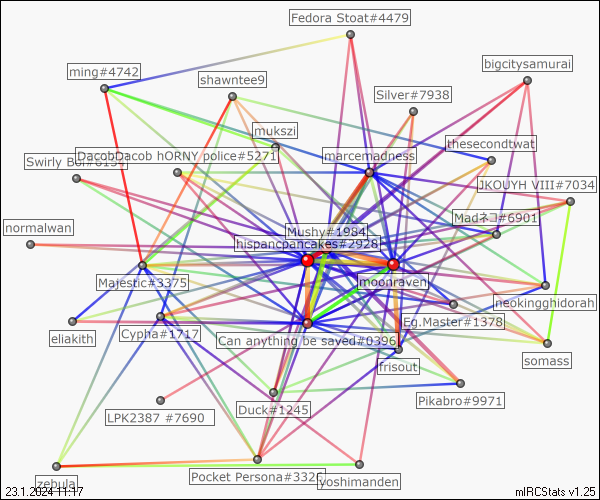 Fedora Stoat#4479
bigcitysamurai
ming#4742
shawntee9
Silver#7938
mukszi
thesecondtwat
DacobDacob hORNY police#5271
marcemadness
Swirly
JKOUYH VIII#7034
Madネコ#6901
normalwan
Mushy#1984
hispancpancakes#2928
Majestic#3375
moonraven
neokingghidorah
Eg.Master#1378
eliakith
Cypha#1717
Can anything be saved#0396
somass
frisout
Pikabro#9971
LPK2387 #7690
Duck#1245
zebula
Pocket Persona#332
yoshimanden
23.1.2024 11:17
mIRCStats v1.25